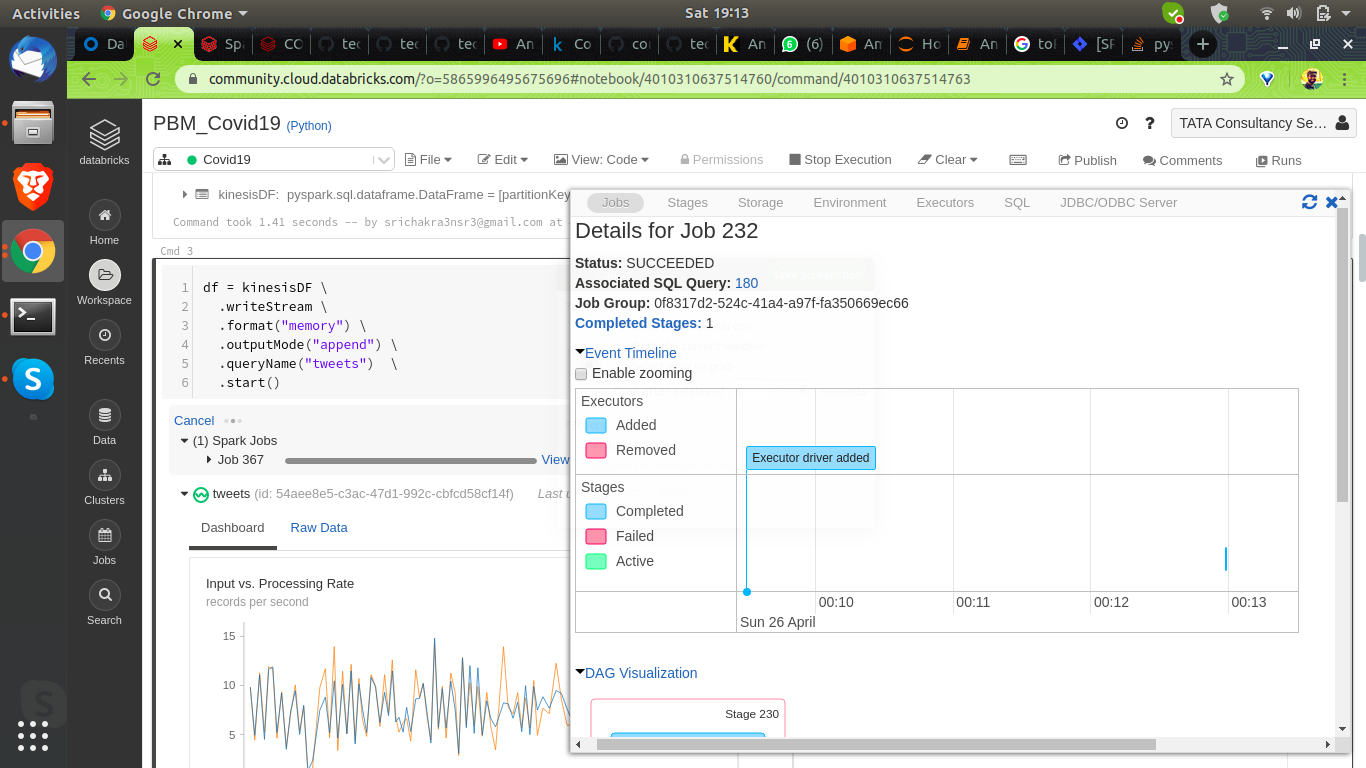 Activities Google Chrome Sat 19:13
Da Spa CO tec tec tec An Co cou tec An (6) An Ho An toP [SP pys
community.cloud.databricks.com/?o=5865996495675696#notebook/4010310637514760/command/4010310637514763
PBM_Covid19 (Python)
TATA Consultancy Se…
databricks
Home
Workspace
Recents
Data
Clusters
Jobs
Search
Covid19
File
Edit
View: Code
Permissions
Stop Execution
Clear
Publish
Comments
Runs
kinesisDF: pyspark.sql.dataframe.DataFrame = [partitionKey
Command took 1.41 seconds -- by srichakra3nsr3@gmail.com at
Cmd 3
1 df = kinesisDF \
2 .writeStream \
3 .format("memory") \
4 .outputMode("append") \
5 .queryName("tweets") \
6 .start()
Cancel
(1) Spark Jobs
Job 367 View
tweets (id: 54aee8e5-c3ac-47d1-992c-cbfcd58cf14f) Last u
Dashboard Raw Data
Input vs. Processing Rate
records per second
15
10
5
Jobs Stages Storage Environment Executors SQL JDBC/ODBC Server
Details for Job 232
Status: SUCCEEDED
Associated SQL Query: 180
Job Group: 0f8317d2-524c-41a4-a97f-fa350669ec66
Completed Stages: 1
Event Timeline
Enable zooming
Executors
Added
Removed
Executor driver added
Stages
Completed
Failed
Active
00:10 00:11 00:12 00:13
Sun 26 April
DAG Visualization
Stage 230